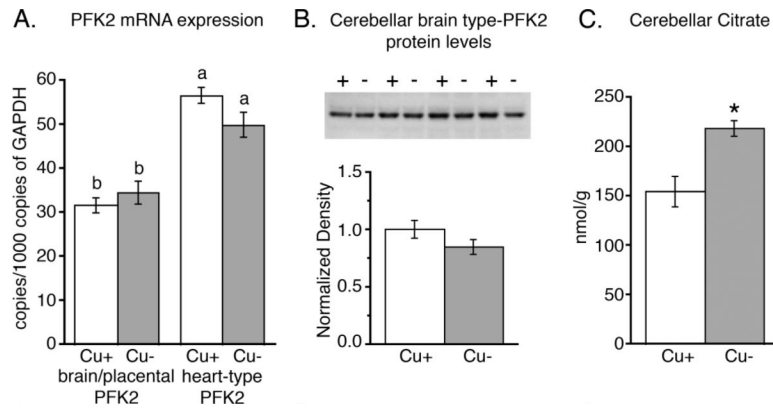 A. PFK2 mRNA expression
copies/1000 copies of GAPDH
60
50
40
30
20
10
0
b
b
a
a
Cu+ Cu- Cu+ Cu-
brain/placental heart-type
PFK2 PFK2
B. Cerebellar brain type-PFK2
protein levels
+ - + - + - + -
Normalized Density
1.5
1.0
0.5
0.0
Cu+ Cu-
C. Cerebellar Citrate
nmol/g
250
200
150
100
50
0
*
Cu+ Cu-